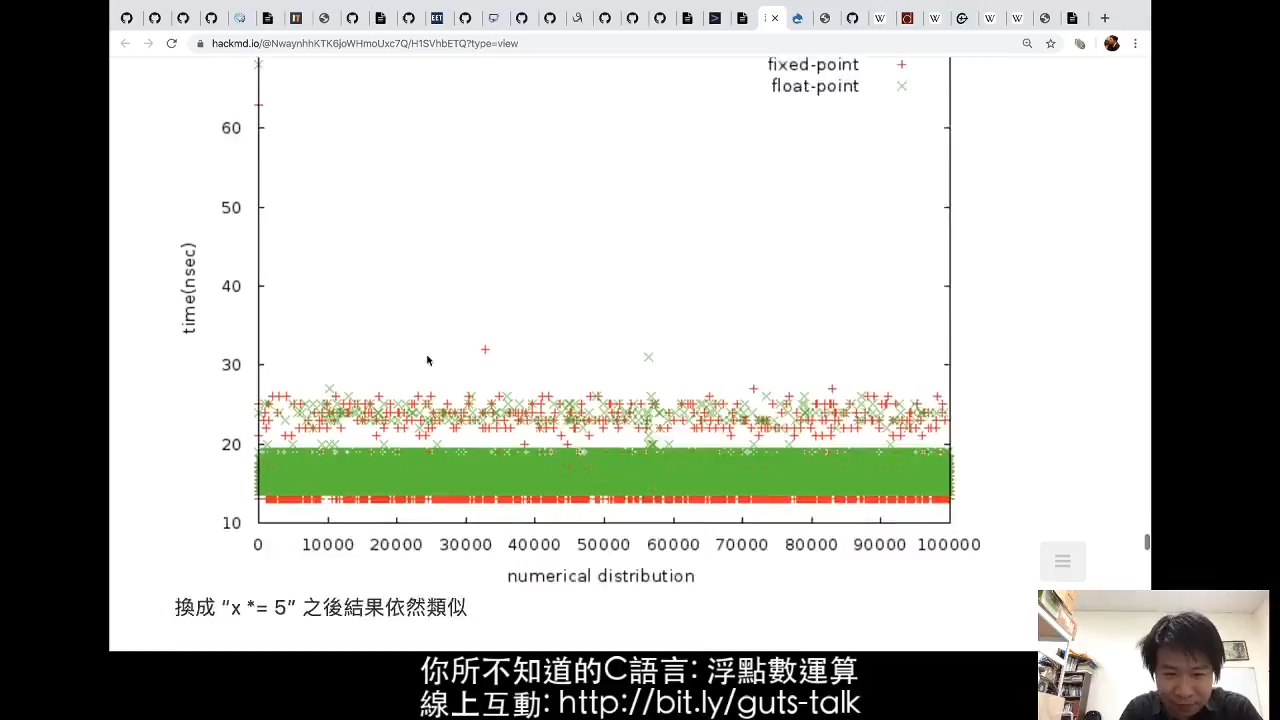 hackmd.io/@NwaynhhKTK6joWHmoUxc7Q/H1SVhbETQ?type=view
fixed-point
float-point
60
50
40
30
20
10
time(nsec)
0 10000 20000 30000 40000 50000 60000 70000 80000 90000 100000
numerical distribution
換成 "x *= 5" 之後結果依然類似
你所不知道的C語言: 浮點數運算
線上互動: http://bit.ly/guts-talk